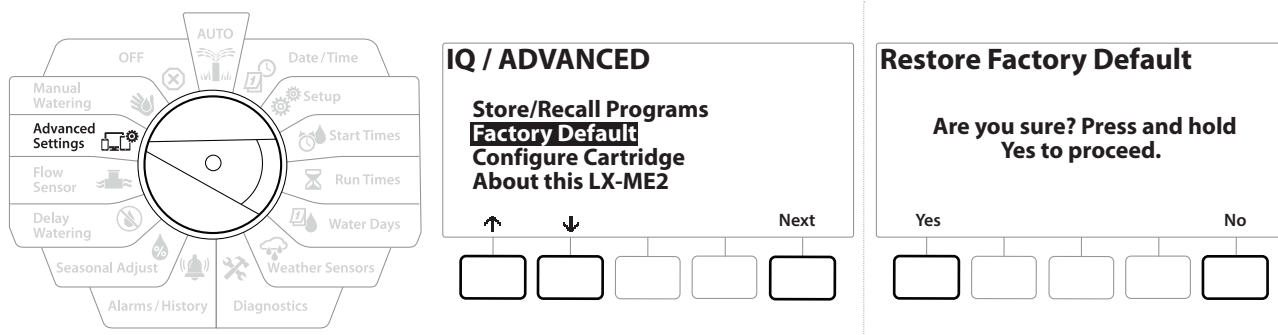 AUTO
OFF
Date / Time
Manual
Watering
Setup
Advanced
Settings
Start Times
Flow
Sensor
Run Times
Delay
Watering
Water Days
Seasonal Adjust
Weather Sensors
Alarms / History
Diagnostics
IQ / ADVANCED
Store/Recall Programs
Factory Default
Configure Cartridge
About this LX-ME2
↑ ↓ Next
Restore Factory Default
Are you sure? Press and hold
Yes to proceed.
Yes No